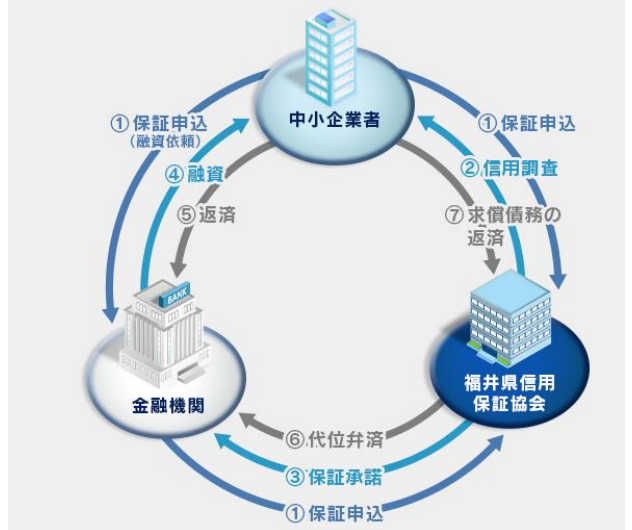 中小企業者
①保証申込
(融資依頼)
①保証申込
④融資
②信用調査
⑤返済
⑦求償債務の
返済
BANK
金融機関
福井県信用
保証協会
⑥代位弁済
③保証承諾
①保証申込